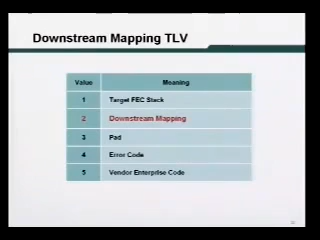 Downstream Mapping TLV
Value Meaning
1 Target FEC Stack
2 Downstream Mapping
3 Pad
4 Error Code
5 Vendor Enterprise Code